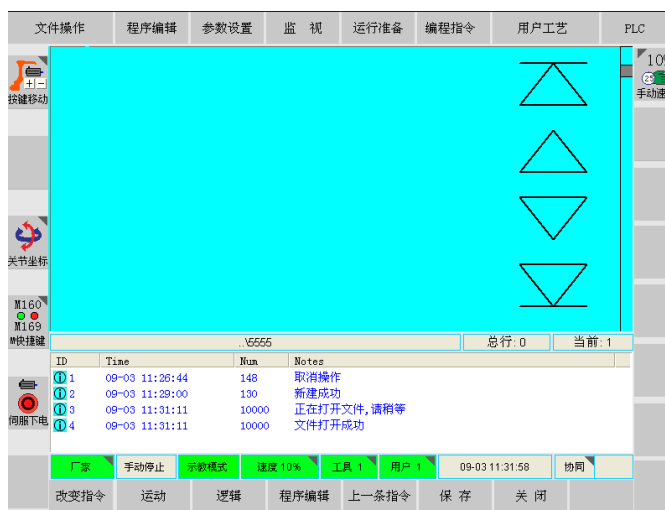 文件操作 程序编辑 参数设置 监 视 运行准备 编程指令 用户工艺 PLC
10%
25
按键移动
手动速
关节坐标
M160
M169
M快捷键
..\5555 总行: 0 当前: 1
ID Time Num Notes
1 09-03 11:26:44 148 取消操作
2 09-03 11:29:00 130 新建成功
3 09-03 11:31:11 10000 正在打开文件,请稍等
4 09-03 11:31:11 10000 文件打开成功
伺服下电
厂家 手动停止 示教模式 速度 10% 工具 1 用户 1 09-03 11:31:58 协同
改变指令 运动 逻辑 程序编辑 上一条指令 保 存 关 闭